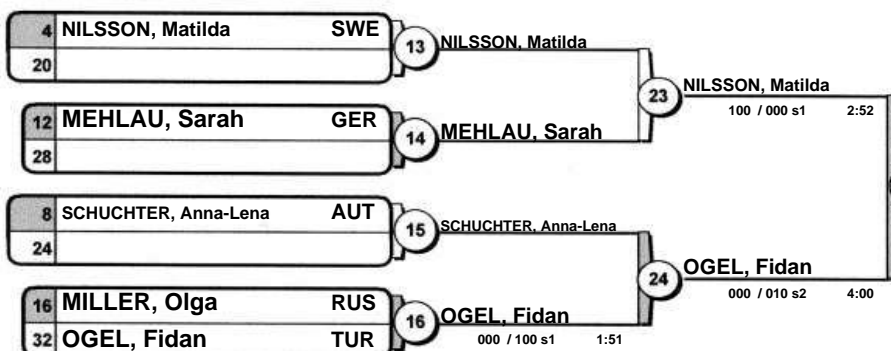 4 NILSSON, Matilda SWE
20
13 NILSSON, Matilda
12 MEHLAU, Sarah GER
28
14 MEHLAU, Sarah
23 NILSSON, Matilda
100 / 000 s1 2:52
8 SCHUCHTER, Anna-Lena AUT
24
15 SCHUCHTER, Anna-Lena
16 MILLER, Olga RUS
32 OGEL, Fidan TUR
16 OGEL, Fidan
000 / 100 s1 1:51
24 OGEL, Fidan
000 / 010 s2 4:00